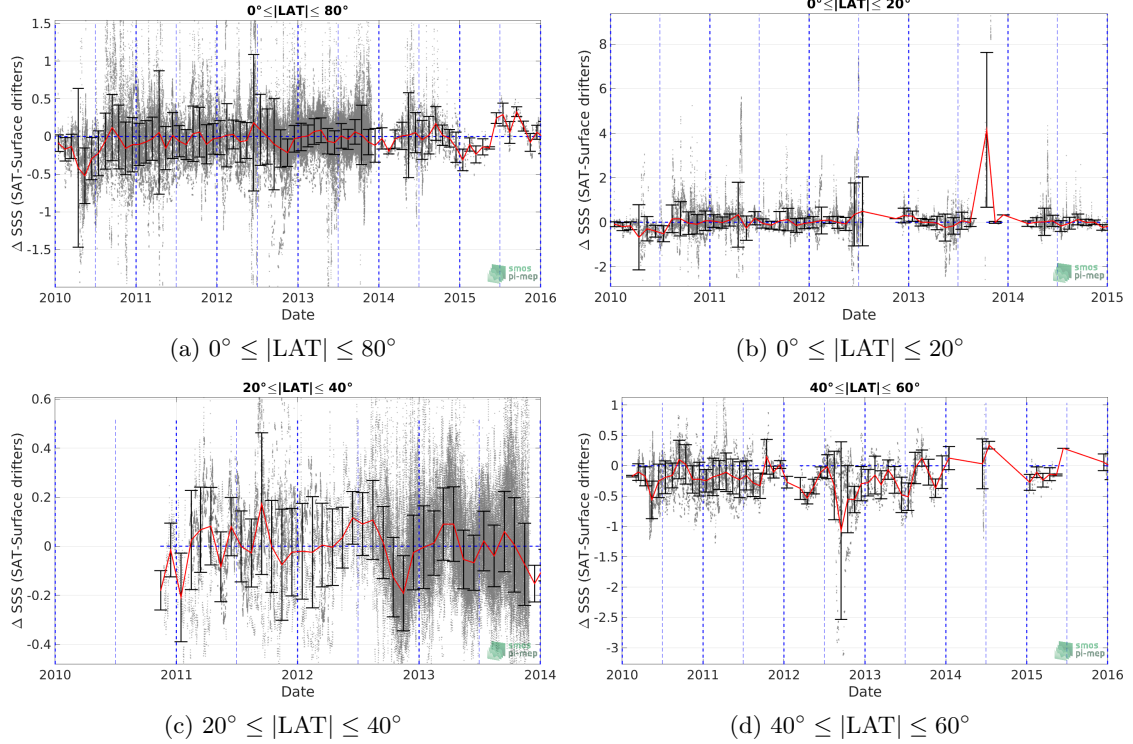 0°≤|LAT|≤ 80°
Δ SSS (SAT-Surface drifters)
1.5
1
0.5
0
-0.5
-1
-1.5
2010 2011 2012 2013 2014 2015 2016
Date
smos
pi-mep
(a) 0° ≤ |LAT| ≤ 80°
0°≤|LAT|≤ 20°
Δ SSS (SAT-Surface drifters)
8
6
4
2
0
-2
2010 2011 2012 2013 2014 2015
Date
smos
pi-mep
(b) 0° ≤ |LAT| ≤ 20°
20°≤|LAT|≤ 40°
Δ SSS (SAT-Surface drifters)
0.6
0.4
0.2
0
-0.2
-0.4
2010 2011 2012 2013 2014
Date
smos
pi-mep
(c) 20° ≤ |LAT| ≤ 40°
40°≤|LAT|≤ 60°
Δ SSS (SAT-Surface drifters)
1
0.5
0
-0.5
-1
-1.5
-2
-2.5
-3
2010 2011 2012 2013 2014 2015 2016
Date
smos
pi-mep
(d) 40° ≤ |LAT| ≤ 60°